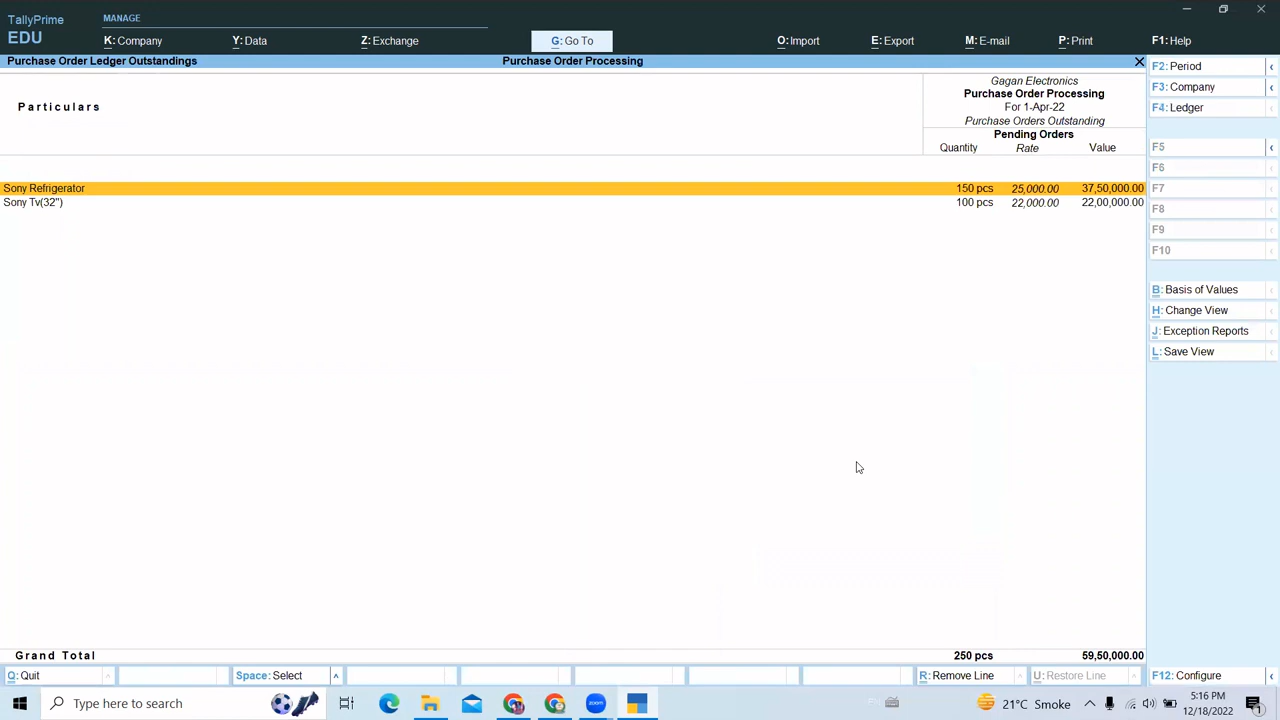 TallyPrime
EDU
MANAGE
K: Company
Y: Data
Z: Exchange
G: Go To
O: Import
E: Export
M: E-mail
P: Print
F1: Help
Purchase Order Ledger Outstandings
Purchase Order Processing
Particulars
Gagan Electronics
Purchase Order Processing
For 1-Apr-22
Purchase Orders Outstanding
Pending Orders
Quantity Rate Value
Sony Refrigerator 150 pcs 25,000.00 37,50,000.00
Sony Tv(32") 100 pcs 22,000.00 22,00,000.00
Grand Total 250 pcs 59,50,000.00
F2: Period
F3: Company
F4: Ledger
F5
F6
F7
F8
F9
F10
B: Basis of Values
H: Change View
J: Exception Reports
L: Save View
Q: Quit
Space: Select
R: Remove Line
U: Restore Line
F12: Configure
Type here to search
zoom
21°C Smoke
5:16 PM
12/18/2022
1